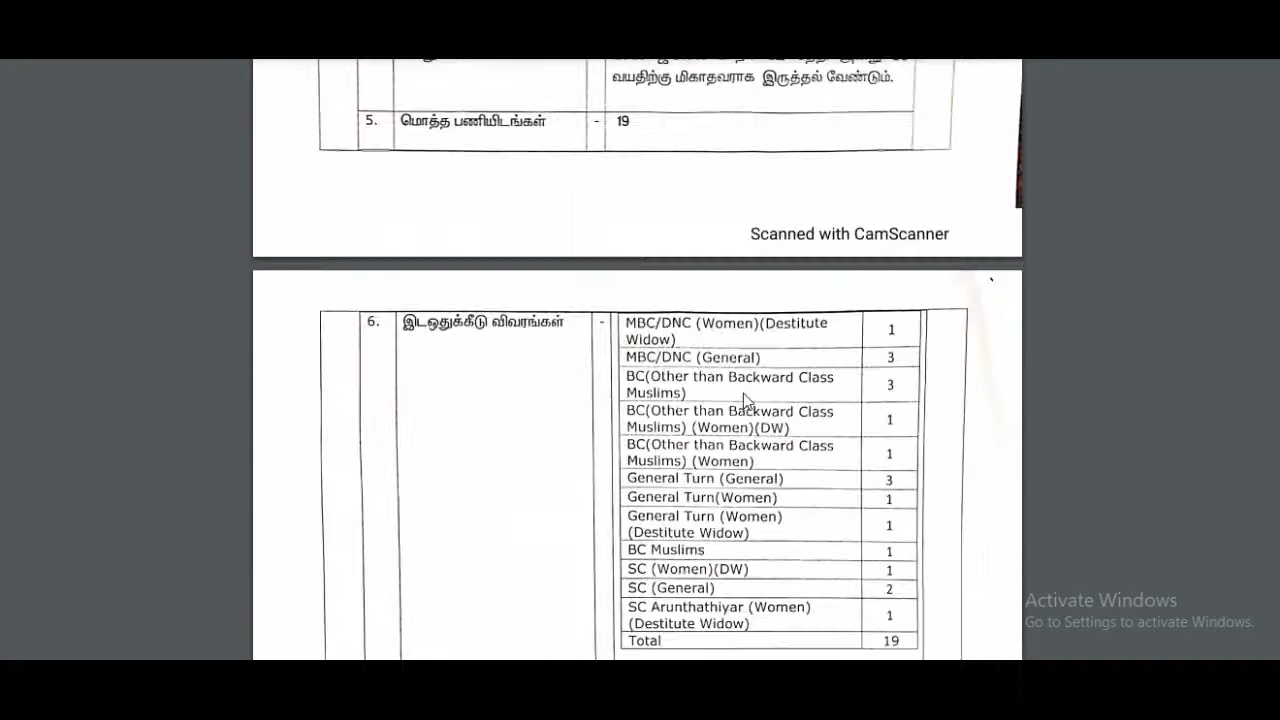 வயதிற்கு மிகாதவராக இருத்தல் வேண்டும்.
5. மொத்த பணியிடங்கள் - 19
Scanned with CamScanner
6. இடஒதுக்கீடு விவரங்கள் -
MBC/DNC (Women)(Destitute
Widow) 1
MBC/DNC (General) 3
BC(Other than Backward Class
Muslims) 3
BC(Other than Backward Class
Muslims) (Women)(DW) 1
BC(Other than Backward Class
Muslims) (Women) 1
General Turn (General) 3
General Turn(Women) 1
General Turn (Women)
(Destitute Widow) 1
BC Muslims 1
SC (Women)(DW) 1
SC (General) 2
SC Arunthathiyar (Women)
(Destitute Widow) 1
Total 19
Activate Windows
Go to Settings to activate Windows.